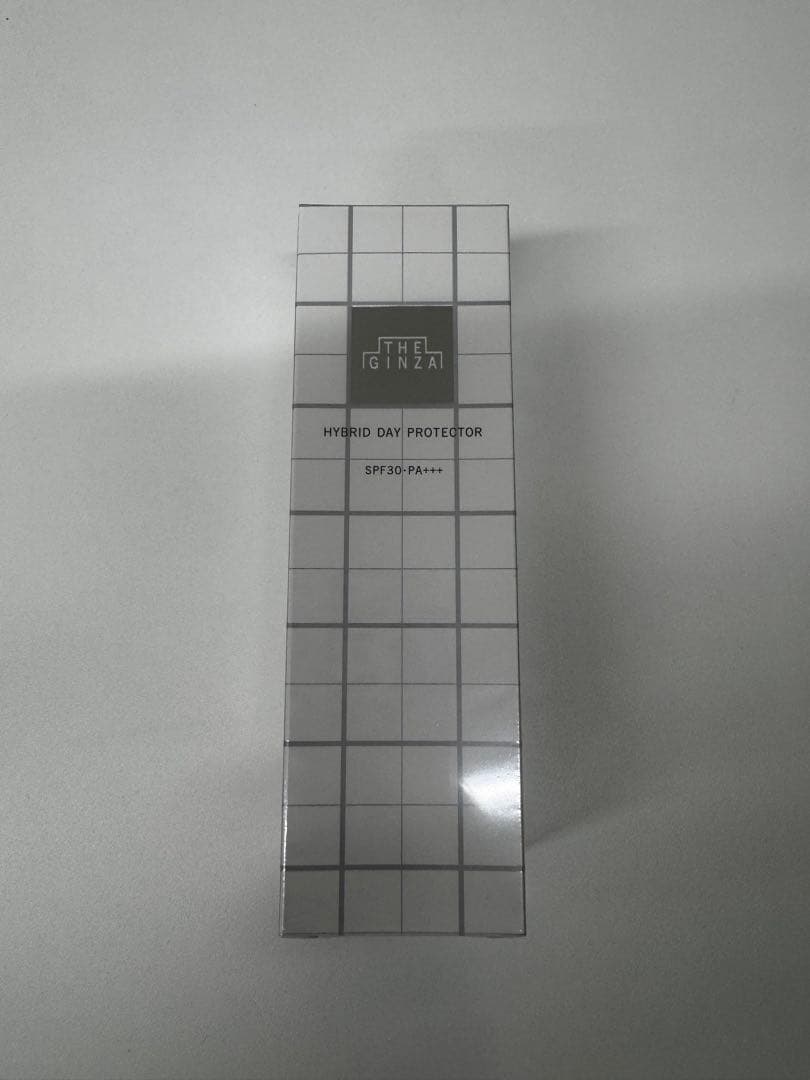 THE
GINZA
HYBRID DAY PROTECTOR
SPF30·PA+++